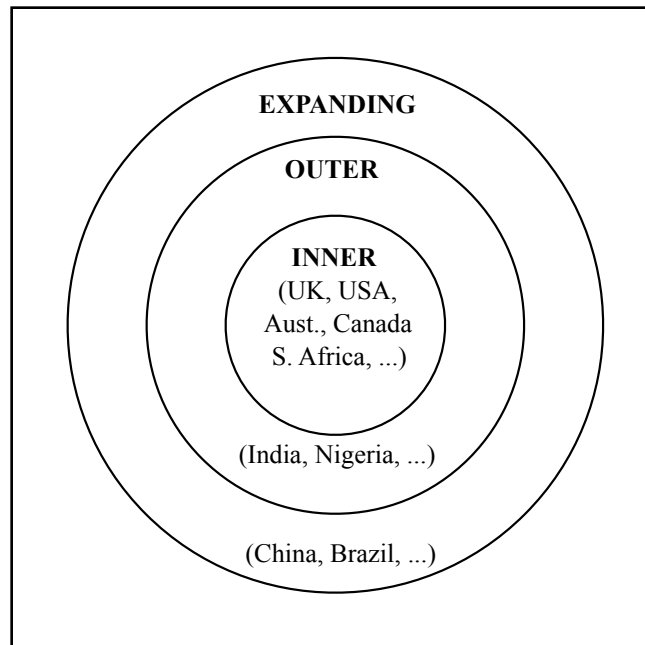 EXPANDING
OUTER
INNER
(UK, USA,
Aust., Canada
S. Africa, ...)
(India, Nigeria, ...)
(China, Brazil, ...)